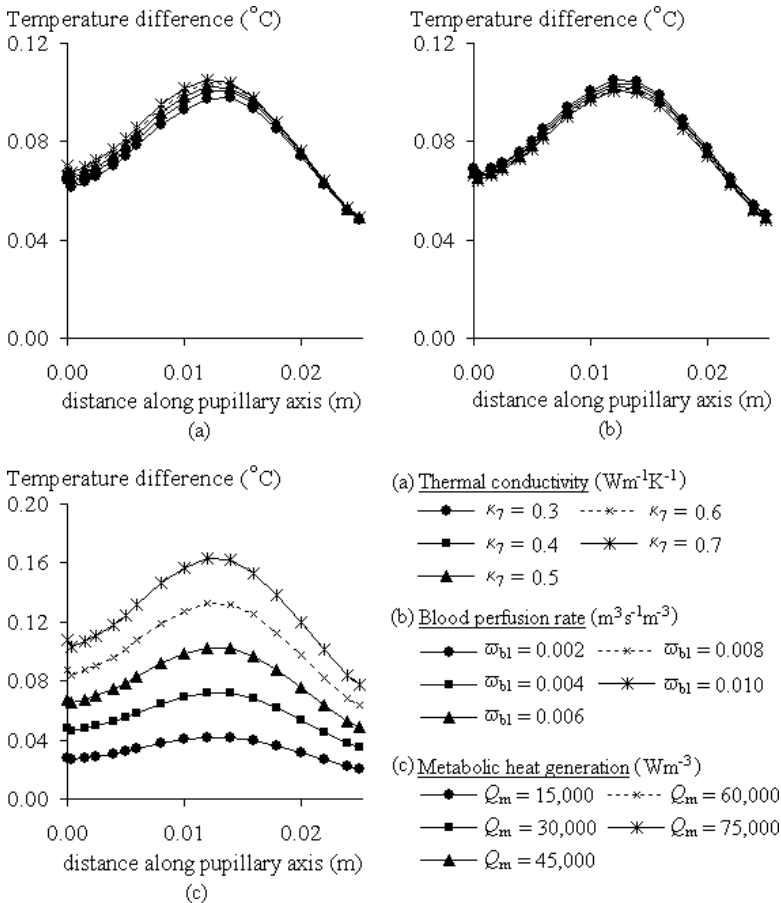 Temperature difference (°C)
0.12
0.08
0.04
0.00
0.00 0.01 0.02
distance along pupillary axis (m)
(a)
Temperature difference (°C)
0.12
0.08
0.04
0.00
0.00 0.01 0.02
distance along pupillary axis (m)
(b)
Temperature difference (°C)
0.20
0.16
0.12
0.08
0.04
0.00
0.00 0.01 0.02
distance along pupillary axis (m)
(c)
(a) Thermal conductivity (Wm⁻¹K⁻¹)
κ₇ = 0.3 κ₇ = 0.6
κ₇ = 0.4 κ₇ = 0.7
κ₇ = 0.5
(b) Blood perfusion rate (m³s⁻¹m⁻³)
ϖbl = 0.002 ϖbl = 0.008
ϖbl = 0.004 ϖbl = 0.010
ϖbl = 0.006
(c) Metabolic heat generation (Wm⁻³)
Qm = 15,000 Qm = 60,000
Qm = 30,000 Qm = 75,000
Qm = 45,000